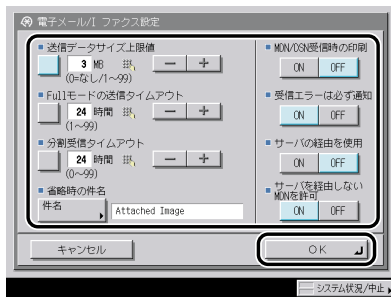 電子メール/I ファクス設定
送信データサイズ上限値
3 MB
(0=なし/1~99)
Fullモードの送信タイムアウト
24 時間
(1~99)
分割受信タイムアウト
24 時間
(0~99)
省略時の件名
件名 Attached Image
MDN/DSN受信時の印刷
ON OFF
受信エラーは必ず通知
ON OFF
サーバの経由を使用
ON OFF
サーバを経由しない
MDNを許可
ON OFF
キャンセル
OK
システム状況/中止